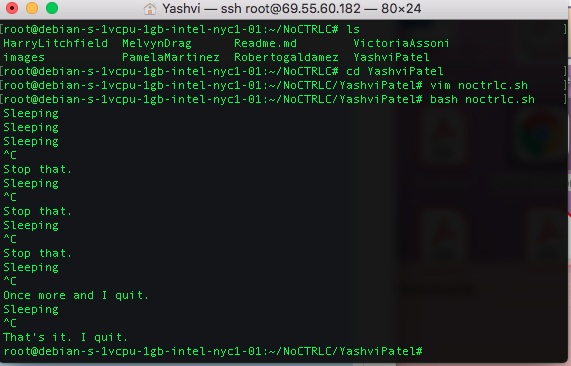 Yashvi — ssh root@69.55.60.182 — 80×24
[root@debian-s-1vcpu-1gb-intel-nyc1-01:~/NoCTRLC# ls ]
HarryLitchfield MelvynDrag Readme.md VictoriaAssoni
images PamelaMartinez Robertogaldamez YashviPatel
[root@debian-s-1vcpu-1gb-intel-nyc1-01:~/NoCTRLC# cd YashviPatel ]
[root@debian-s-1vcpu-1gb-intel-nyc1-01:~/NoCTRLC/YashviPatel# vim noctrlc.sh ]
[root@debian-s-1vcpu-1gb-intel-nyc1-01:~/NoCTRLC/YashviPatel# bash noctrlc.sh ]
Sleeping
Sleeping
Sleeping
^C
Stop that.
Sleeping
^C
Stop that.
Sleeping
^C
Stop that.
Sleeping
^C
Once more and I quit.
Sleeping
^C
That's it. I quit.
root@debian-s-1vcpu-1gb-intel-nyc1-01:~/NoCTRLC/YashviPatel#